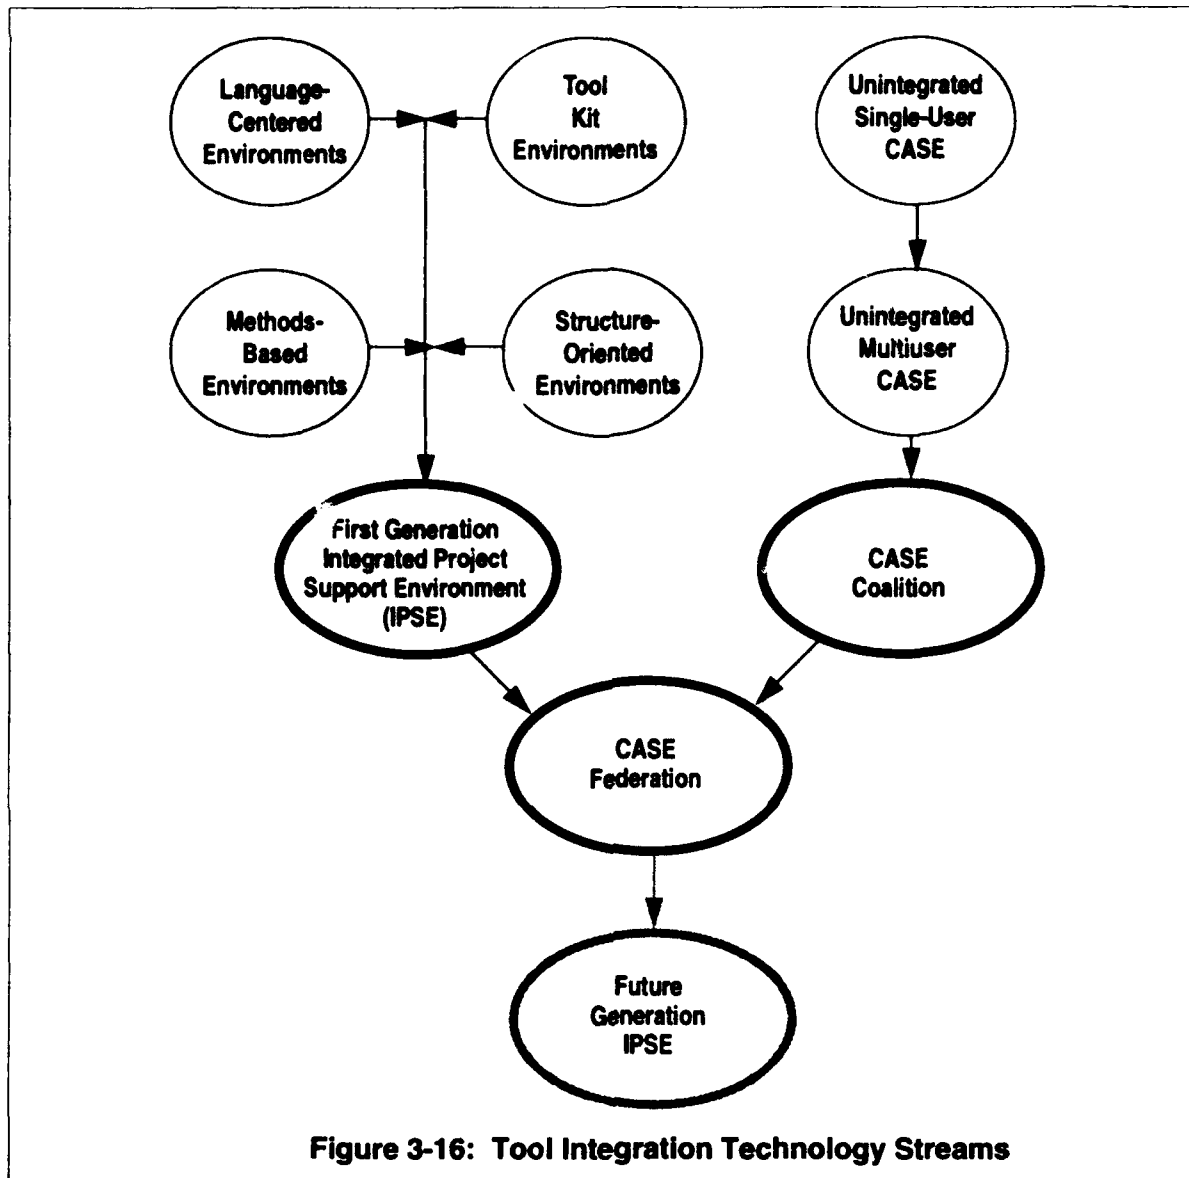 Language-
Centered
Environments
Tool
Kit
Environments
Unintegrated
Single-User
CASE
Methods-
Based
Environments
Structure-
Oriented
Environments
Unintegrated
Multiuser
CASE
First Generation
Integrated Project
Support Environment
(IPSE)
CASE
Coalition
CASE
Federation
Future
Generation
IPSE
Figure 3-16: Tool Integration Technology Streams